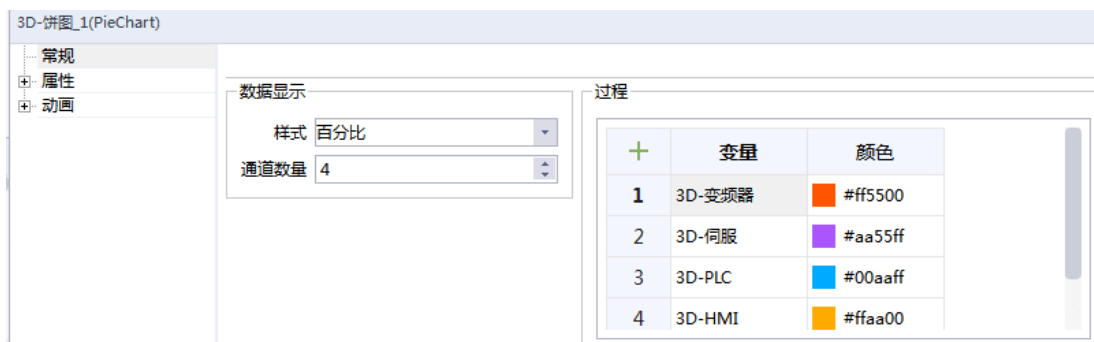 3D-饼图_1(PieChart)
常规
属性
动画
数据显示
样式 百分比
通道数量 4
过程
+ 变量 颜色
1 3D-变频器 #ff5500
2 3D-伺服 #aa55ff
3 3D-PLC #00aaff
4 3D-HMI #ffaa00